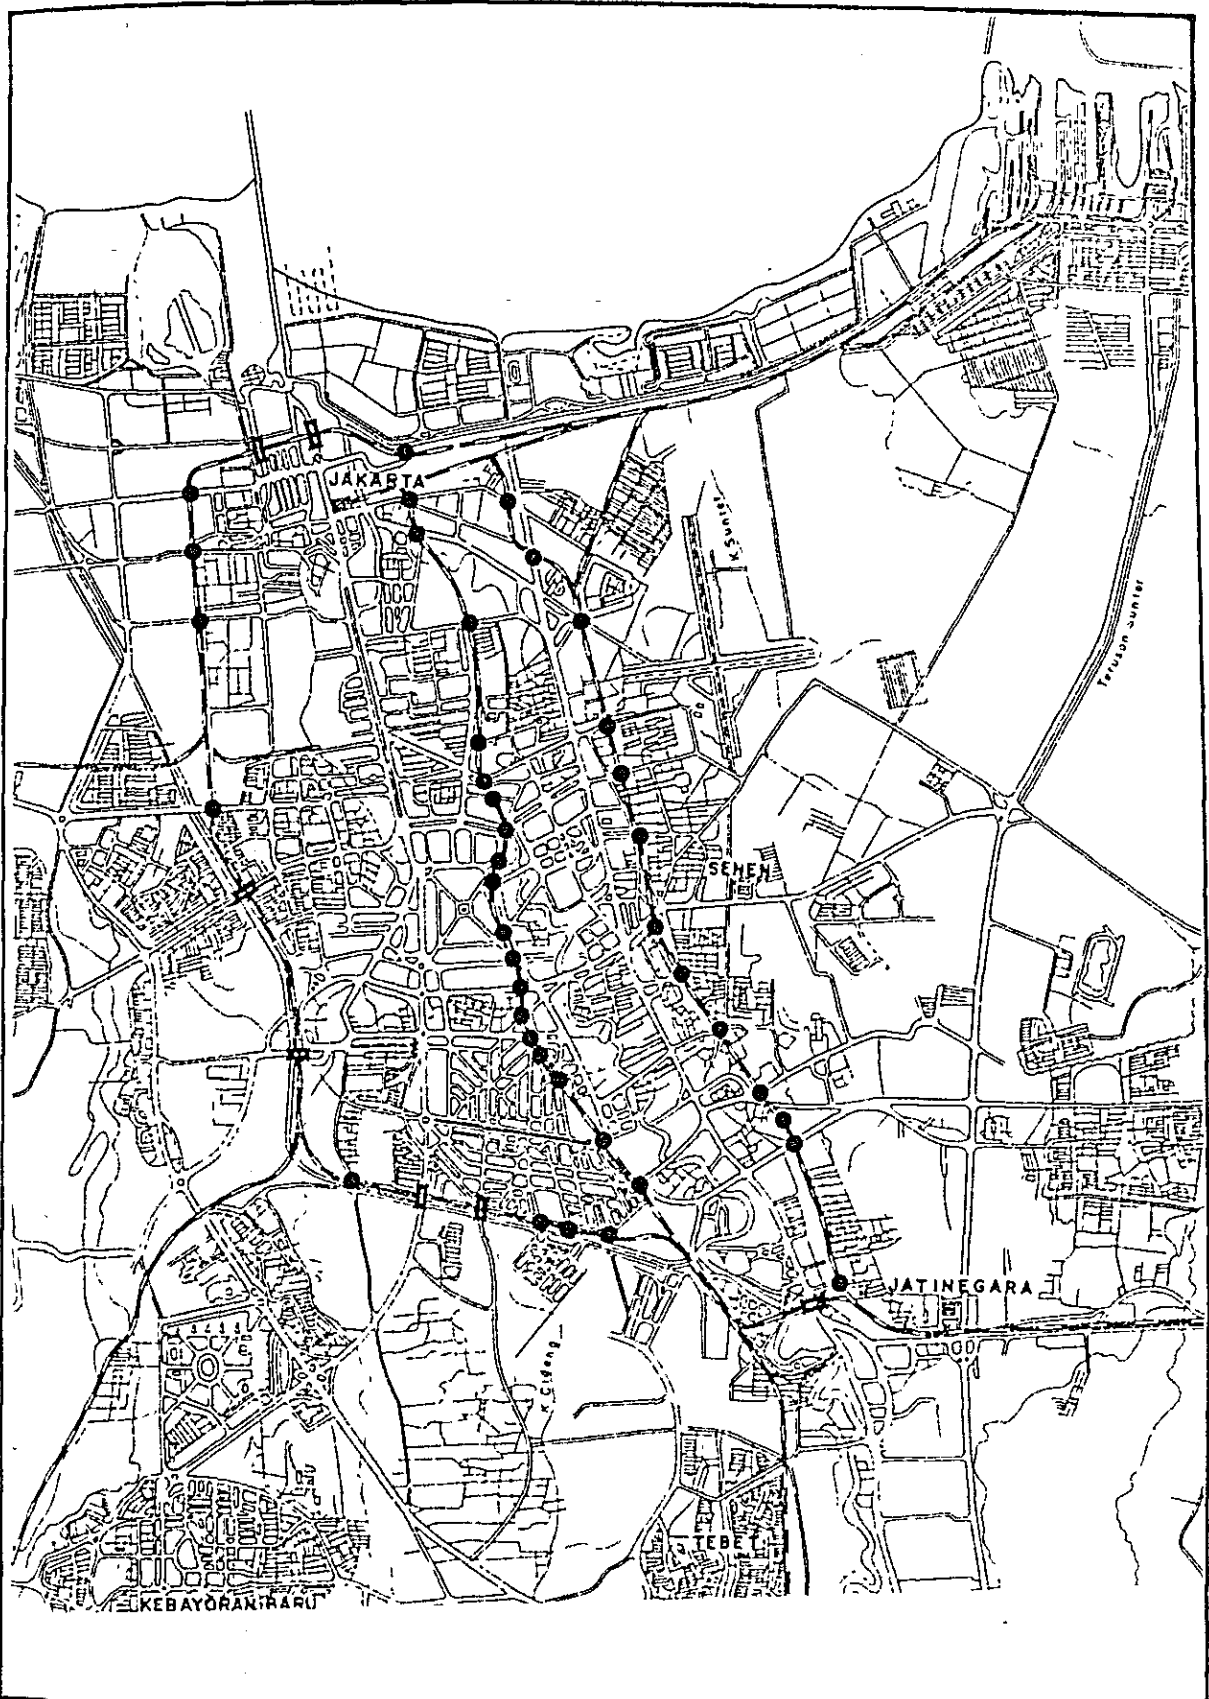 JAKARTA
K.Sunter
Terusan Sunter
SENEN
JATINEGARA
K.Cideng
TEBET
KEBAYORAN BARU